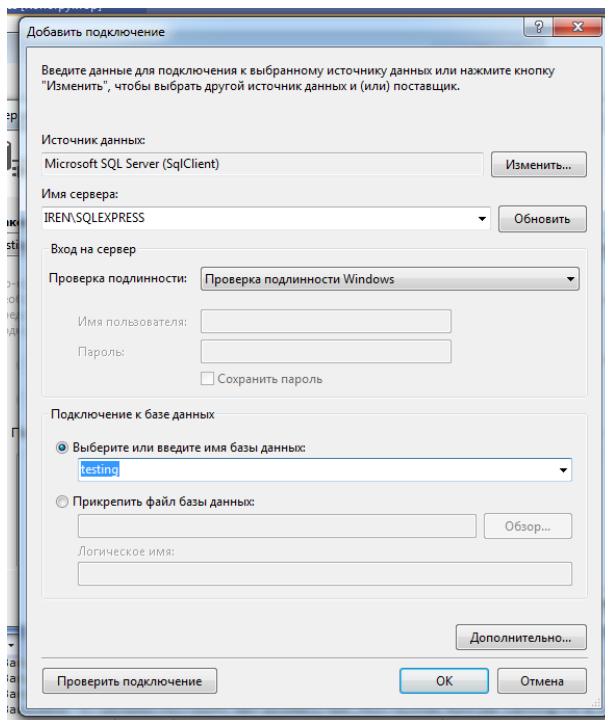 Добавить подключение
Введите данные для подключения к выбранному источнику данных или нажмите кнопку
"Изменить", чтобы выбрать другой источник данных и (или) поставщик.
Источник данных:
Microsoft SQL Server (SqlClient)
Изменить...
Имя сервера:
IREN\SQLEXPRESS
Обновить
Вход на сервер
Проверка подлинности:
Проверка подлинности Windows
Имя пользователя:
Пароль:
Сохранить пароль
Подключение к базе данных
Выберите или введите имя базы данных:
testing
Прикрепить файл базы данных:
Обзор...
Логическое имя:
Дополнительно...
Проверить подключение
OK
Отмена